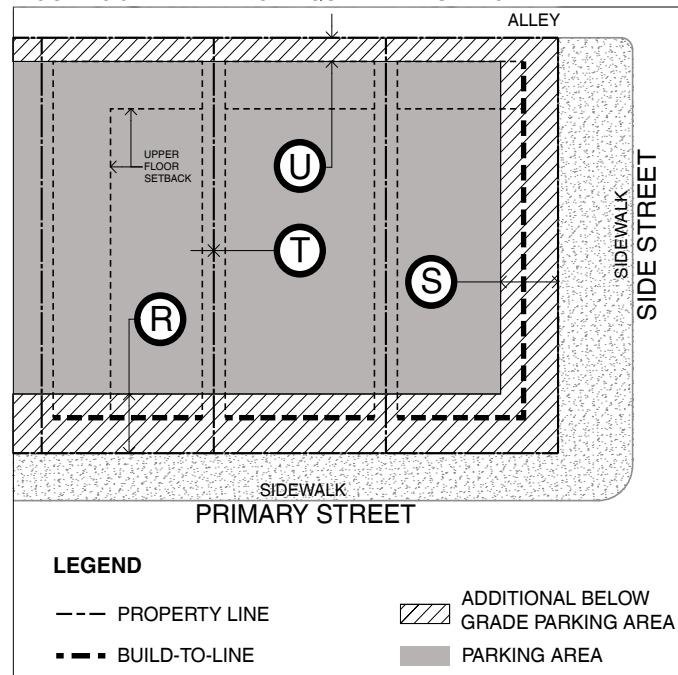 ALLEY
UPPER
FLOOR
SETBACK
U
T
S
R
SIDEWALK
SIDE STREET
SIDEWALK
PRIMARY STREET
LEGEND
PROPERTY LINE
BUILD-TO-LINE
ADDITIONAL BELOW
GRADE PARKING AREA
PARKING AREA